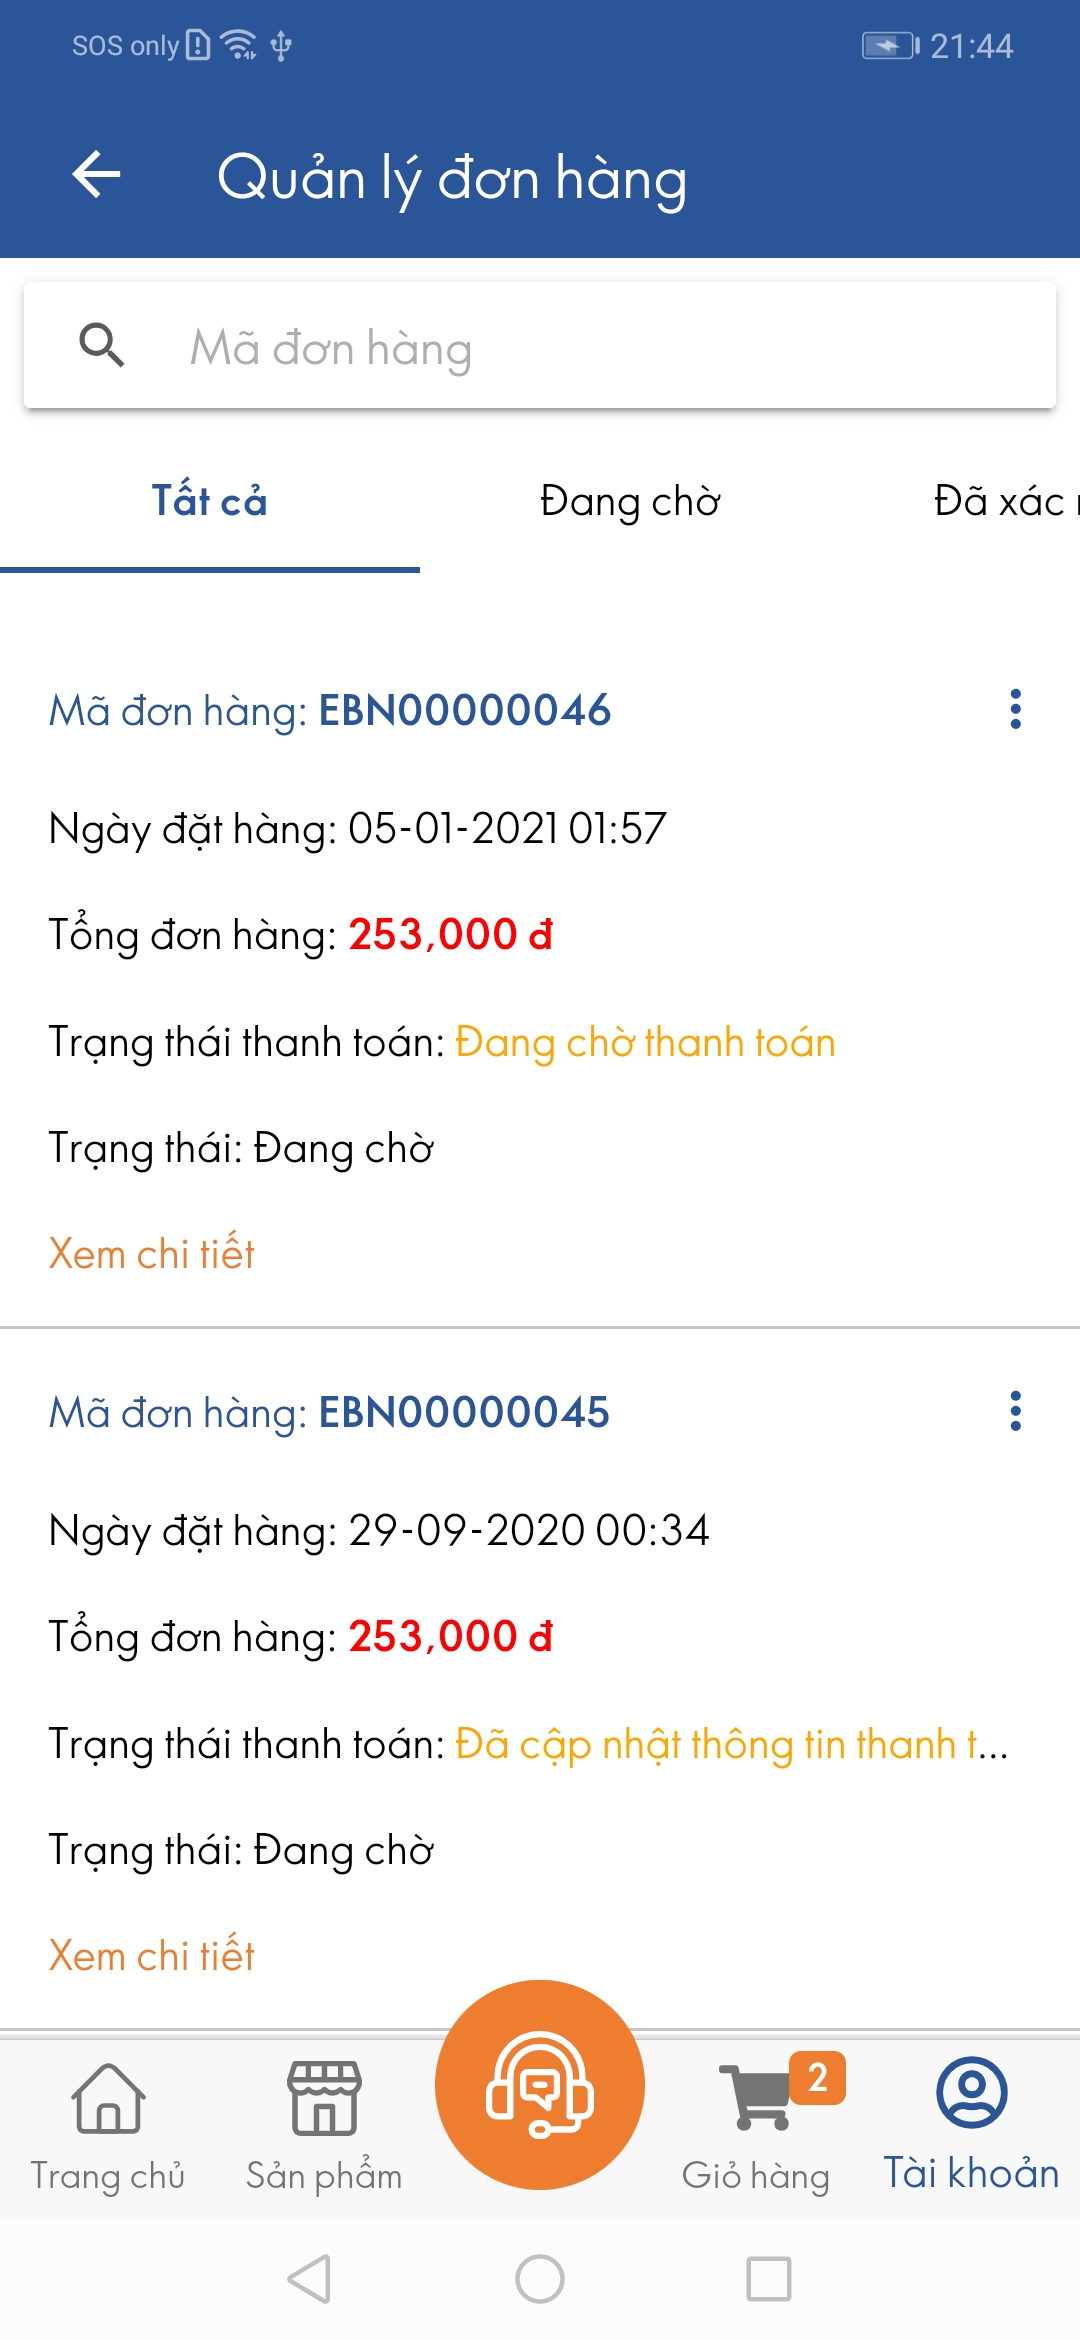 SOS only 21:44
Quản lý đơn hàng
Mã đơn hàng
Tất cả Đang chờ Đã xác
Mã đơn hàng: EBN00000046
Ngày đặt hàng: 05-01-2021 01:57
Tổng đơn hàng: 253,000 đ
Trạng thái thanh toán: Đang chờ thanh toán
Trạng thái: Đang chờ
Xem chi tiết
Mã đơn hàng: EBN00000045
Ngày đặt hàng: 29-09-2020 00:34
Tổng đơn hàng: 253,000 đ
Trạng thái thanh toán: Đã cập nhật thông tin thanh t...
Trạng thái: Đang chờ
Xem chi tiết
2
Trang chủ Sản phẩm Giỏ hàng Tài khoản